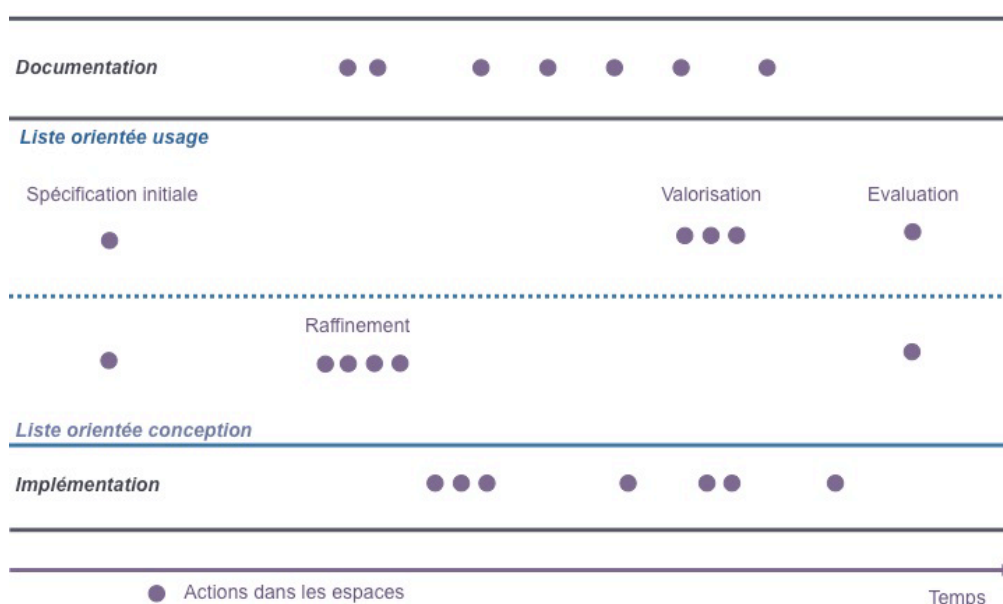 Documentation
Liste orientée usage
Spécification initiale
Valorisation
Evaluation
Raffinement
Liste orientée conception
Implémentation
Actions dans les espaces
Temps